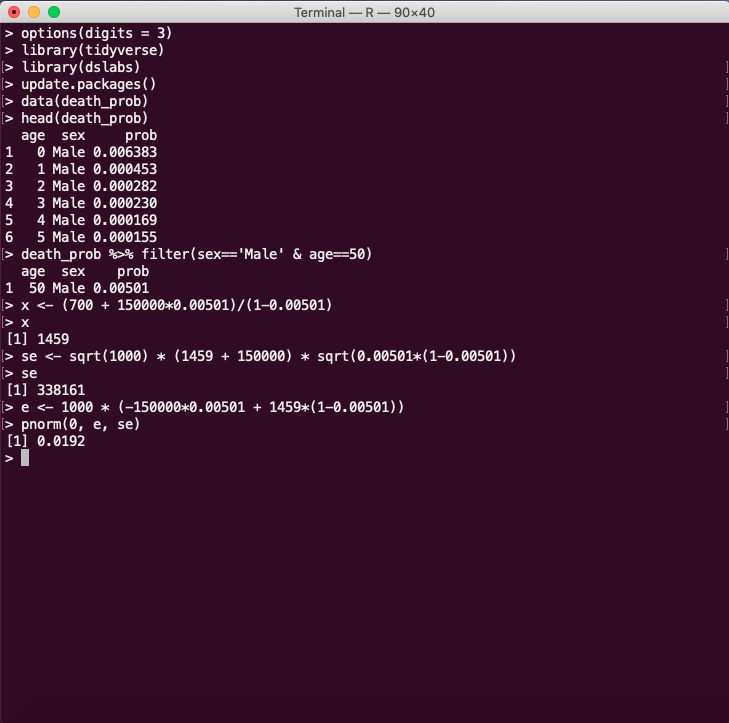 Terminal — R — 90×40
> options(digits = 3)
> library(tidyverse)
[> library(dslabs) ]
[> update.packages() ]
[> data(death_prob) ]
[> head(death_prob) ]
  age  sex     prob
1   0 Male 0.006383
2   1 Male 0.000453
3   2 Male 0.000282
4   3 Male 0.000230
5   4 Male 0.000169
6   5 Male 0.000155
[> death_prob %>% filter(sex=='Male' & age==50) ]
  age  sex    prob
1  50 Male 0.00501
[> x <- (700 + 150000*0.00501)/(1-0.00501) ]
[> x ]
[1] 1459
[> se <- sqrt(1000) * (1459 + 150000) * sqrt(0.00501*(1-0.00501)) ]
[> se ]
[1] 338161
[> e <- 1000 * (-150000*0.00501 + 1459*(1-0.00501)) ]
[> pnorm(0, e, se) ]
[1] 0.0192
>